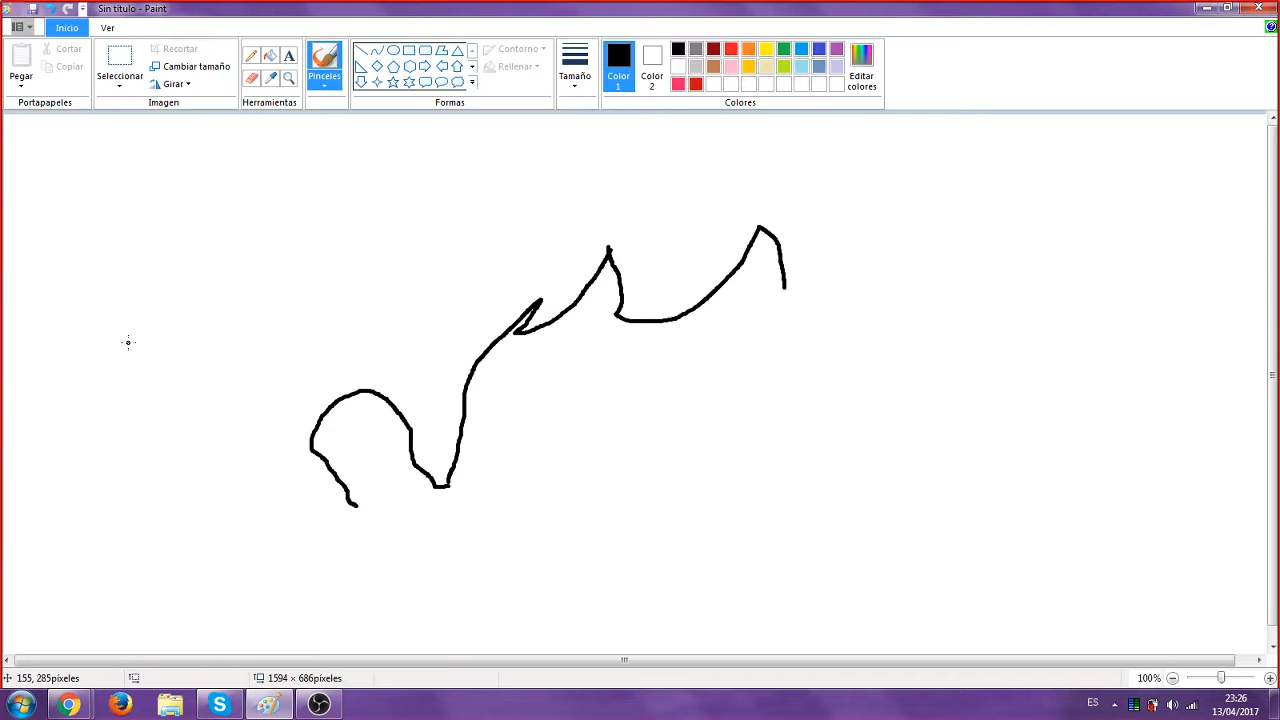 Sin título - Paint
Inicio Ver
Pegar
Cortar
Copiar
Portapapeles
Seleccionar
Recortar
Cambiar tamaño
Girar
Imagen
A
Herramientas
Pinceles
Contorno
Rellenar
Formas
Tamaño
Color 1
Color 2
Editar colores
Colores
155, 285píxeles
1594 × 686píxeles
100%
ES
23:26
13/04/2017